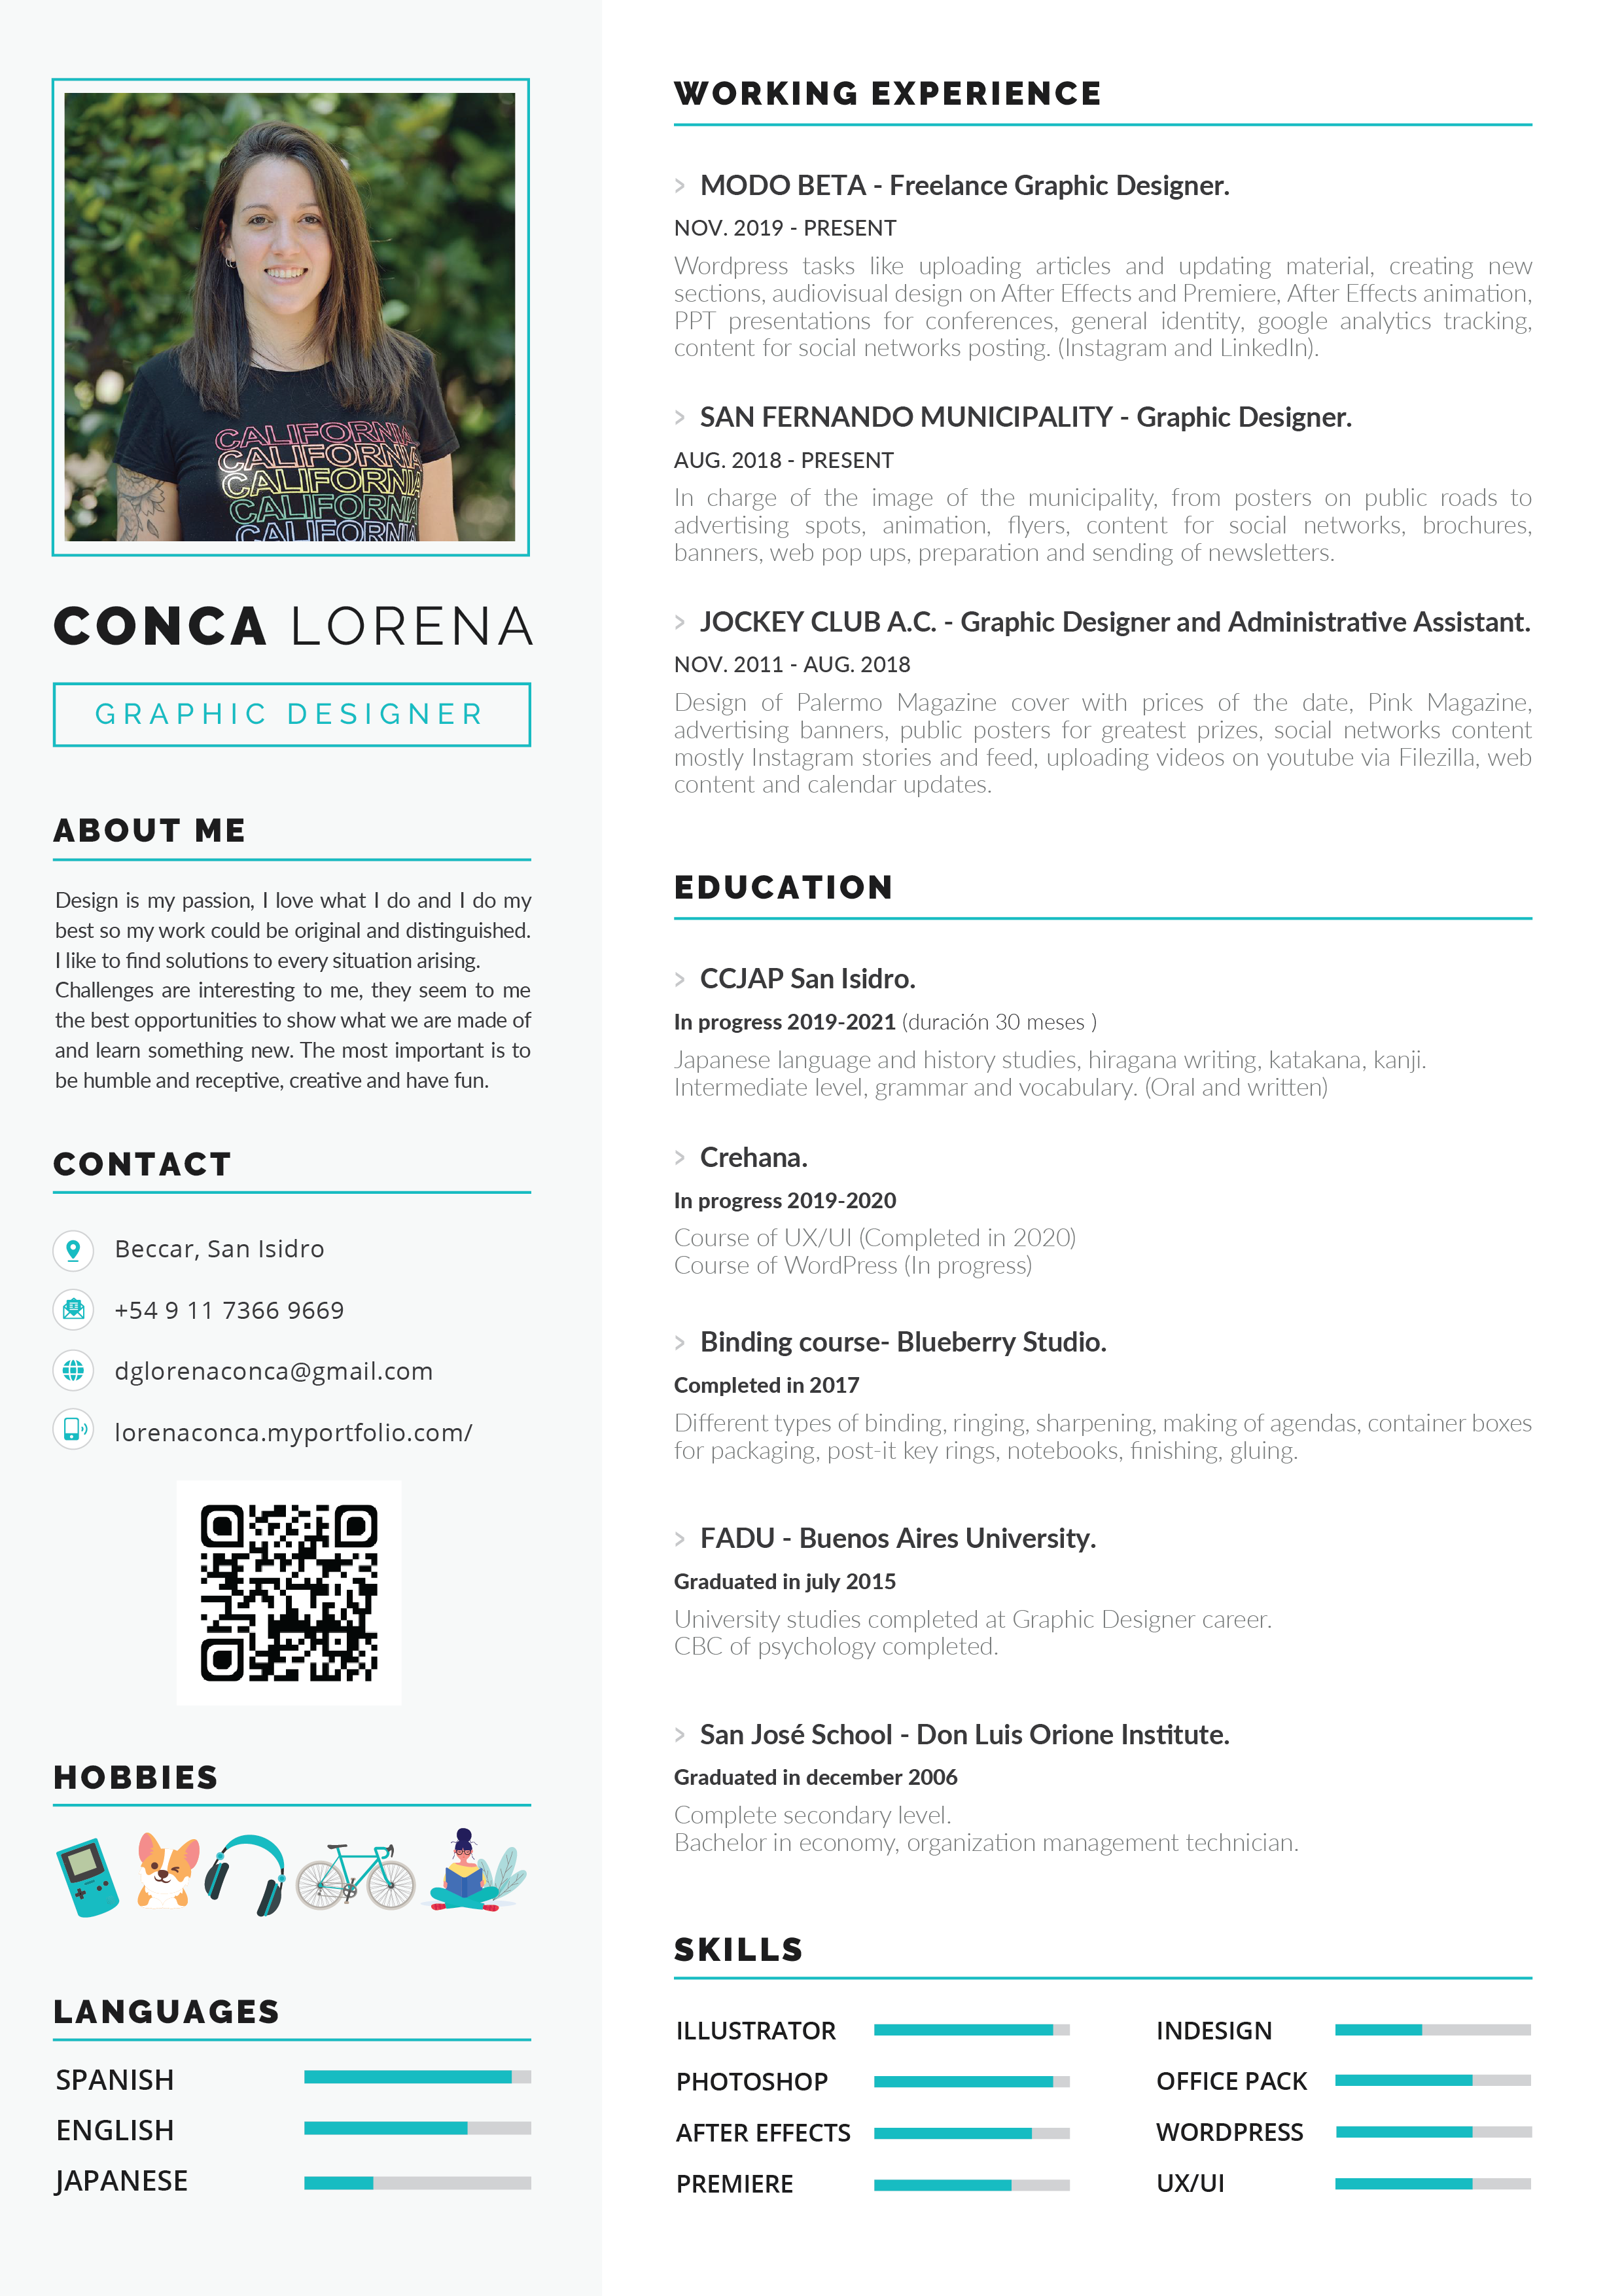 CALIFORNIA
CALIFORNIA
CALIFORNIA
CALIFORNIA
CALIFORNIA
CONCA LORENA
GRAPHIC DESIGNER
ABOUT ME
Design is my passion, I love what I do and I do my
best so my work could be original and distinguished.
I like to find solutions to every situation arising.
Challenges are interesting to me, they seem to me
the best opportunities to show what we are made of
and learn something new. The most important is to
be humble and receptive, creative and have fun.
CONTACT
Beccar, San Isidro
+54 9 11 7366 9669
dglorenaconca@gmail.com
lorenaconca.myportfolio.com/
HOBBIES
LANGUAGES
SPANISH
ENGLISH
JAPANESE
WORKING EXPERIENCE
> MODO BETA - Freelance Graphic Designer.
NOV. 2019 - PRESENT
Wordpress tasks like uploading articles and updating material, creating new
sections, audiovisual design on After Effects and Premiere, After Effects animation,
PPT presentations for conferences, general identity, google analytics tracking,
content for social networks posting. (Instagram and LinkedIn).
> SAN FERNANDO MUNICIPALITY - Graphic Designer.
AUG. 2018 - PRESENT
In charge of the image of the municipality, from posters on public roads to
advertising spots, animation, flyers, content for social networks, brochures,
banners, web pop ups, preparation and sending of newsletters.
> JOCKEY CLUB A.C. - Graphic Designer and Administrative Assistant.
NOV. 2011 - AUG. 2018
Design of Palermo Magazine cover with prices of the date, Pink Magazine,
advertising banners, public posters for greatest prizes, social networks content
mostly Instagram stories and feed, uploading videos on youtube via Filezilla, web
content and calendar updates.
EDUCATION
> CCJAP San Isidro.
In progress 2019-2021 (duración 30 meses )
Japanese language and history studies, hiragana writing, katakana, kanji.
Intermediate level, grammar and vocabulary. (Oral and written)
> Crehana.
In progress 2019-2020
Course of UX/UI (Completed in 2020)
Course of WordPress (In progress)
> Binding course- Blueberry Studio.
Completed in 2017
Different types of binding, ringing, sharpening, making of agendas, container boxes
for packaging, post-it key rings, notebooks, finishing, gluing.
> FADU - Buenos Aires University.
Graduated in july 2015
University studies completed at Graphic Designer career.
CBC of psychology completed.
> San José School - Don Luis Orione Institute.
Graduated in december 2006
Complete secondary level.
Bachelor in economy, organization management technician.
SKILLS
ILLUSTRATOR
PHOTOSHOP
AFTER EFFECTS
PREMIERE
INDESIGN
OFFICE PACK
WORDPRESS
UX/UI